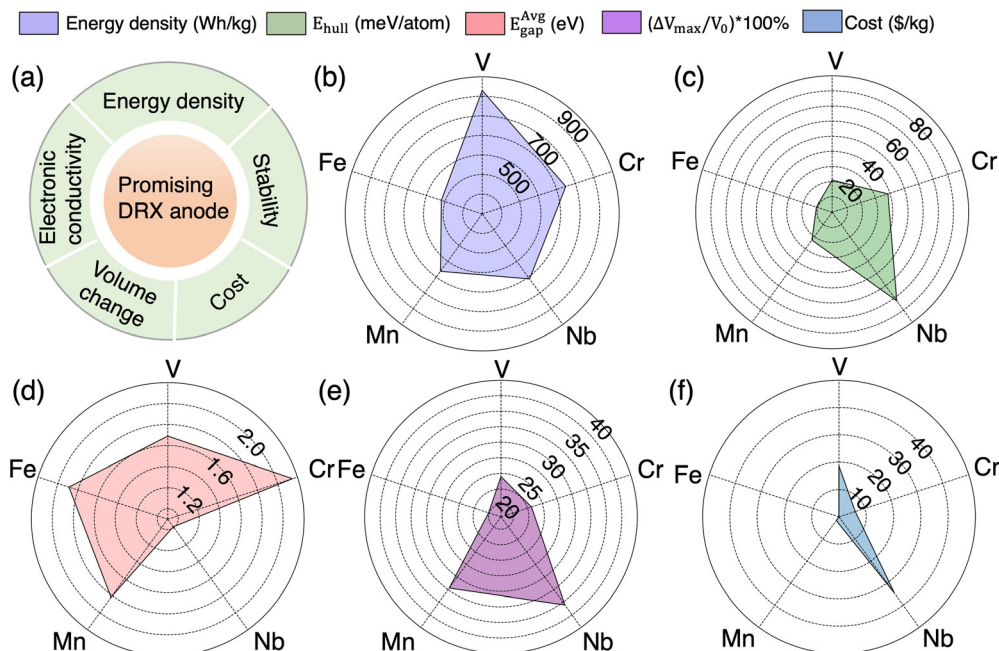 Energy density (Wh/kg)
E_hull (meV/atom)
E_gap^Avg (eV)
(ΔV_max/V_0)*100%
Cost ($/kg)
(a)
Energy density
Electronic
conductivity
Stability
Promising
DRX anode
Volume
change
Cost
(b)
V
900
700
500
Fe
Cr
Mn
Nb
(c)
V
80
60
40
20
Fe
Cr
Mn
Nb
(d)
V
2.0
1.6
1.2
Fe
Cr
Mn
Nb
(e)
V
40
35
30
25
20
Fe
Cr
Mn
Nb
(f)
V
40
30
20
10
Fe
Cr
Mn
Nb